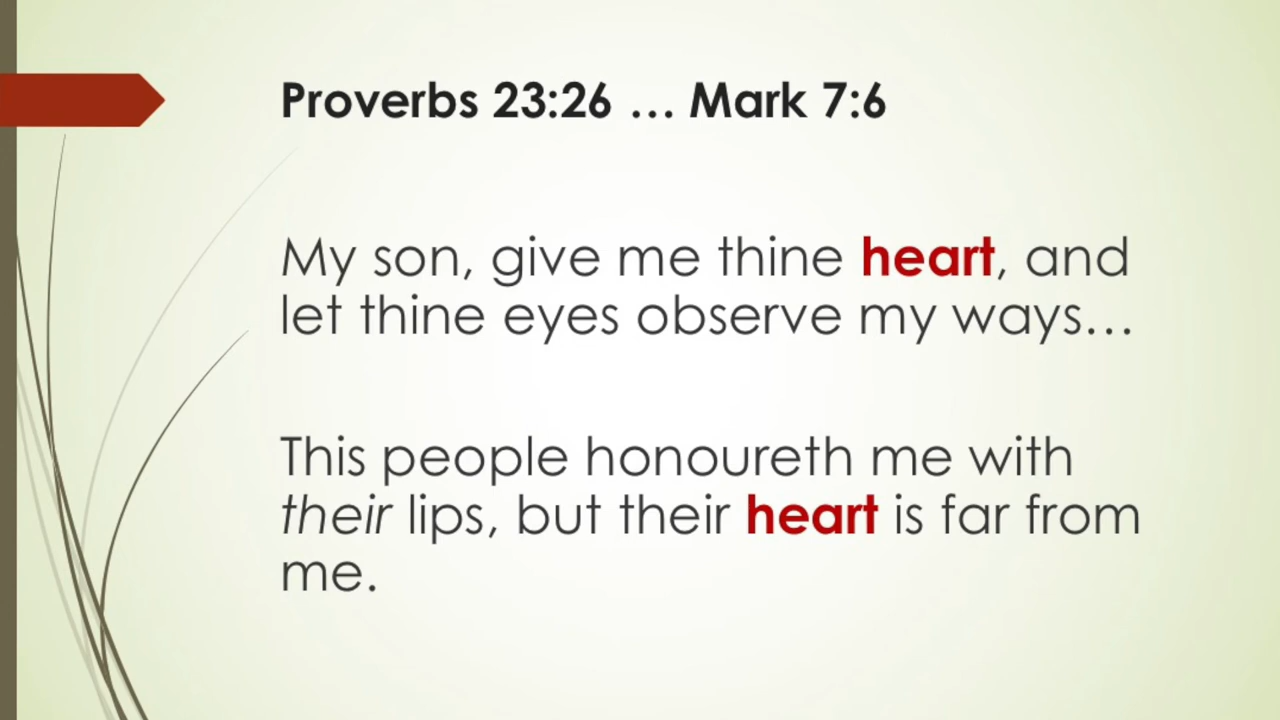 Proverbs 23:26 … Mark 7:6
My son, give me thine heart, and
let thine eyes observe my ways…
This people honoureth me with
their lips, but their heart is far from
me.